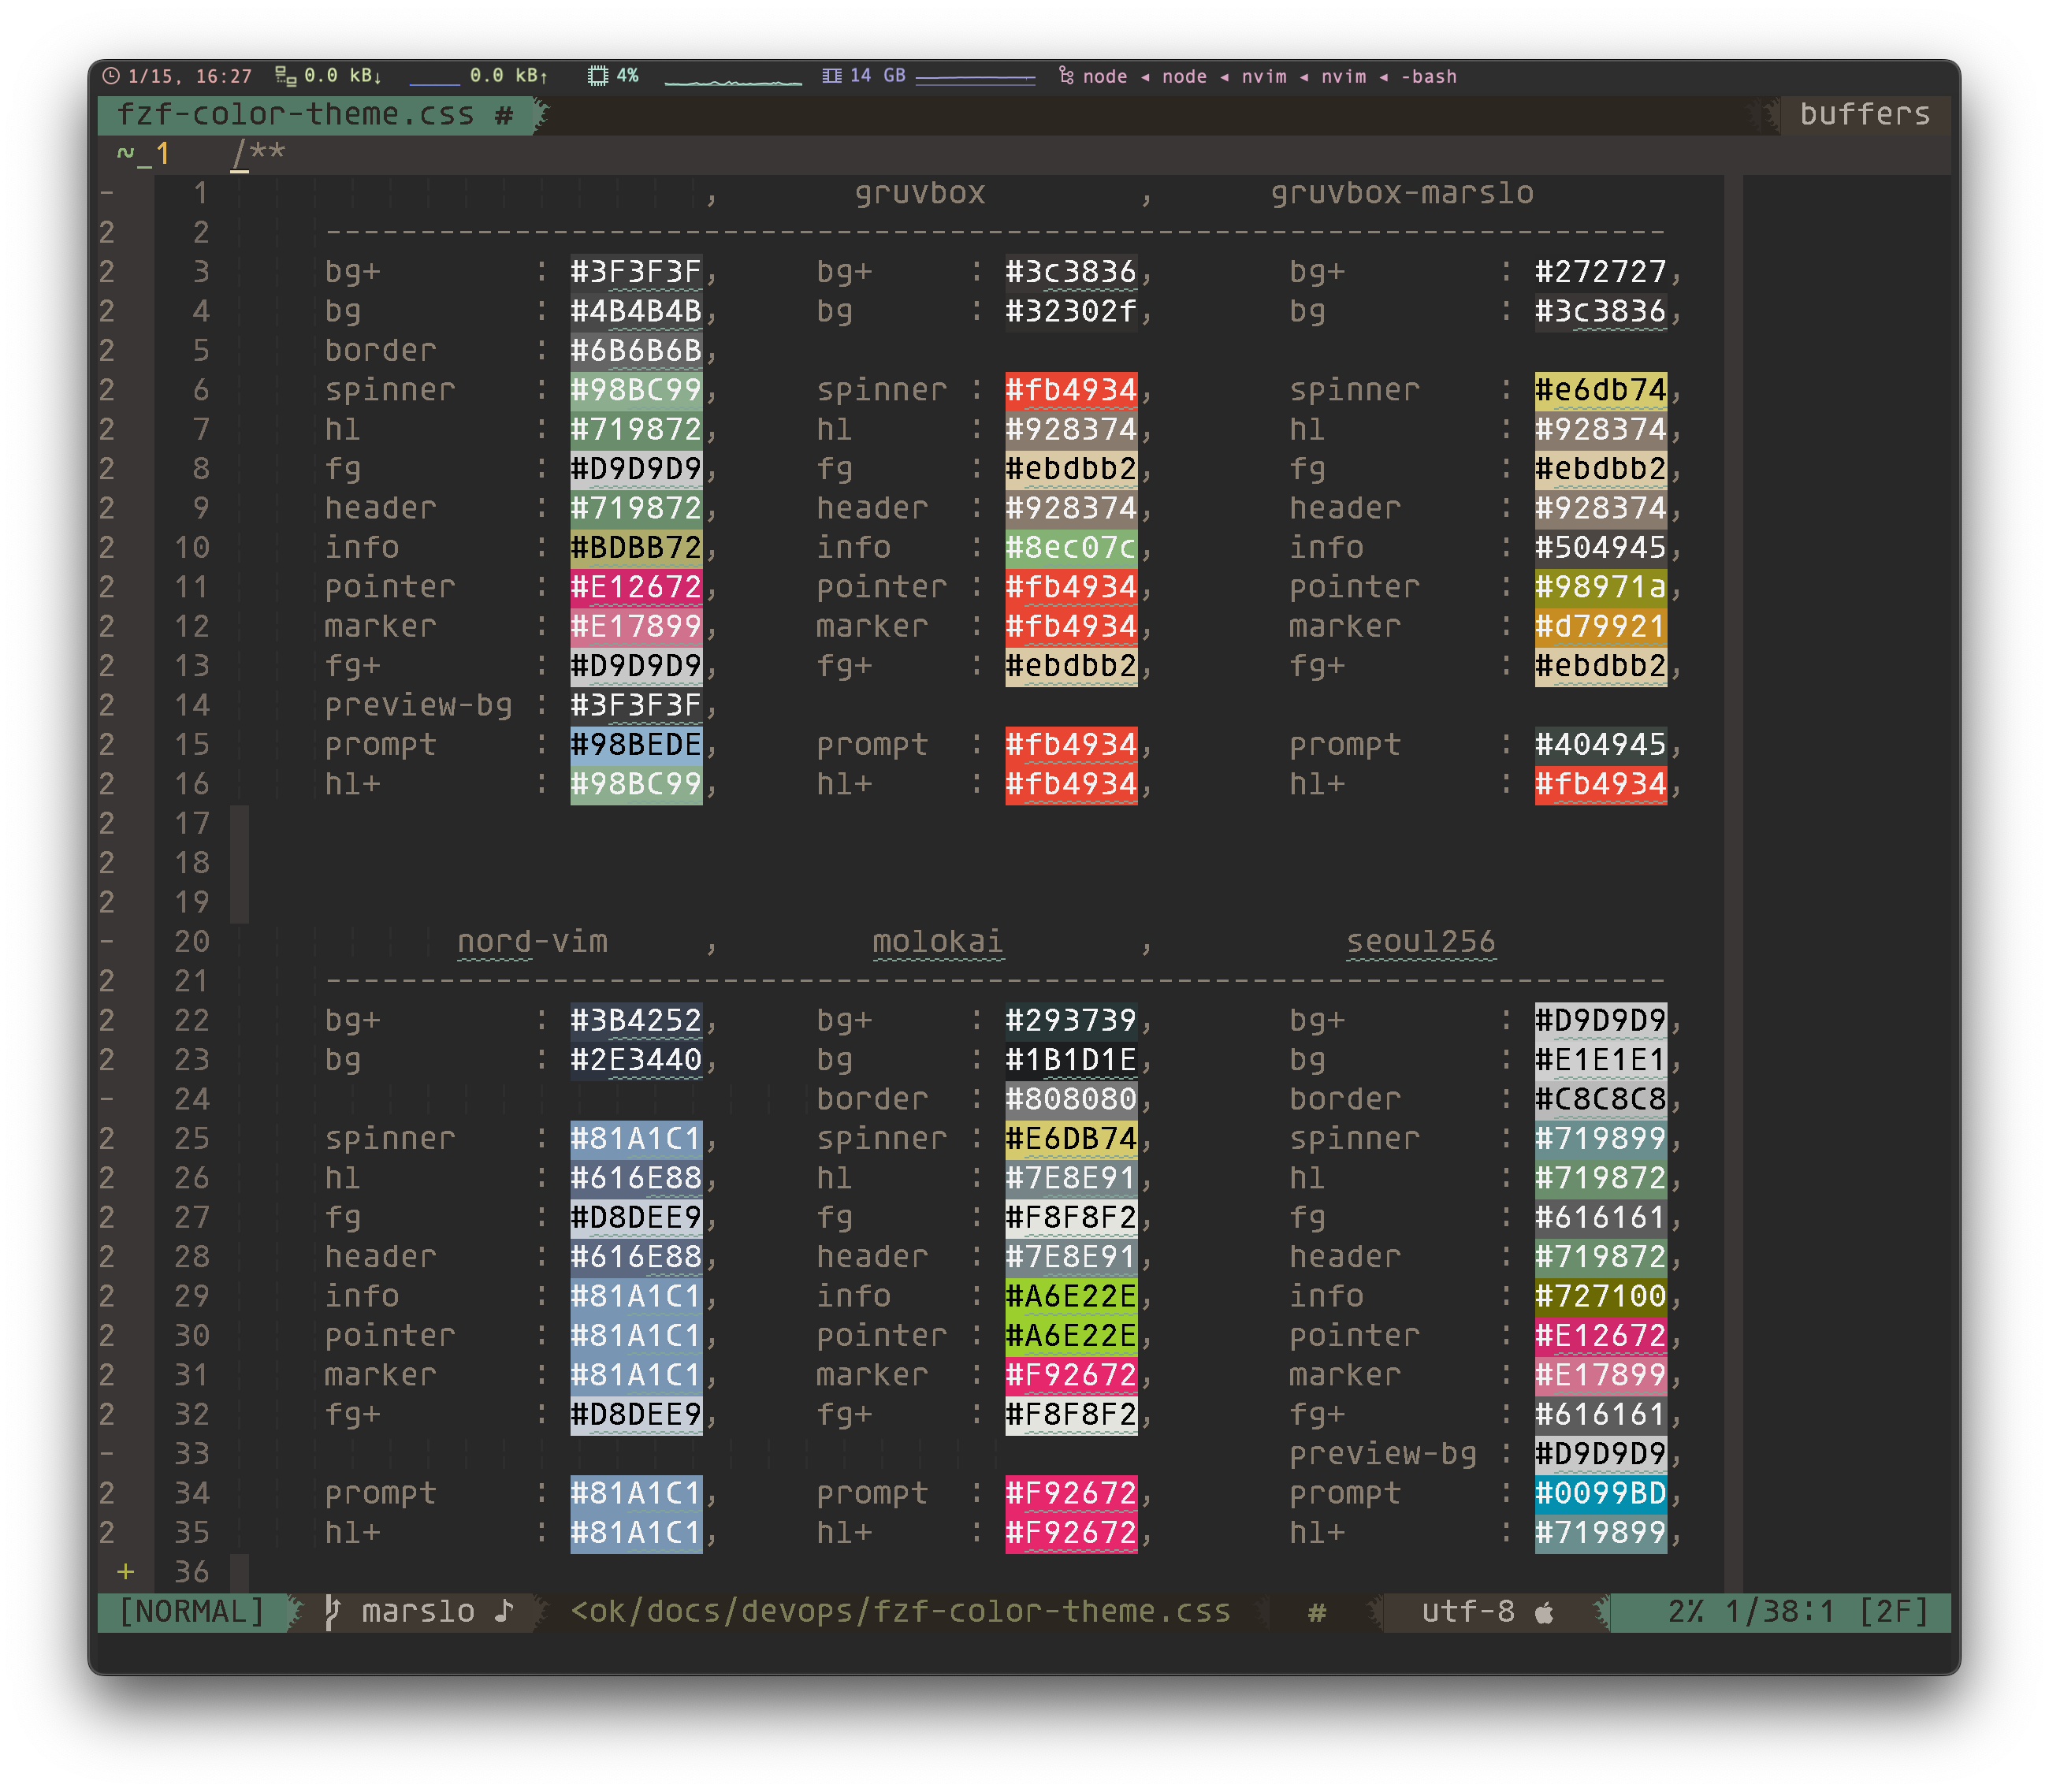 1/15, 16:27 0.0 kB↓ 0.0 kB↑ 4% 14 GB node ◂ node ◂ nvim ◂ nvim ◂ -bash
fzf-color-theme.css # buffers
~_1 /**
- 1 , gruvbox , gruvbox-marslo
2 2 -----------------------------------------------------------------------
2 3 bg+ : #3F3F3F, bg+ : #3c3836, bg+ : #272727,
2 4 bg : #4B4B4B, bg : #32302f, bg : #3c3836,
2 5 border : #6B6B6B,
2 6 spinner : #98BC99, spinner : #fb4934, spinner : #e6db74,
2 7 hl : #719872, hl : #928374, hl : #928374,
2 8 fg : #D9D9D9, fg : #ebdbb2, fg : #ebdbb2,
2 9 header : #719872, header : #928374, header : #928374,
2 10 info : #BDBB72, info : #8ec07c, info : #504945,
2 11 pointer : #E12672, pointer : #fb4934, pointer : #98971a,
2 12 marker : #E17899, marker : #fb4934, marker : #d79921,
2 13 fg+ : #D9D9D9, fg+ : #ebdbb2, fg+ : #ebdbb2,
2 14 preview-bg : #3F3F3F,
2 15 prompt : #98BEDE, prompt : #fb4934, prompt : #404945,
2 16 hl+ : #98BC99, hl+ : #fb4934, hl+ : #fb4934,
2 17
2 18
2 19
- 20 nord-vim , molokai , seoul256
2 21 -----------------------------------------------------------------------
2 22 bg+ : #3B4252, bg+ : #293739, bg+ : #D9D9D9,
2 23 bg : #2E3440, bg : #1B1D1E, bg : #E1E1E1,
- 24 border : #808080, border : #C8C8C8,
2 25 spinner : #81A1C1, spinner : #E6DB74, spinner : #719899,
2 26 hl : #616E88, hl : #7E8E91, hl : #719872,
2 27 fg : #D8DEE9, fg : #F8F8F2, fg : #616161,
2 28 header : #616E88, header : #7E8E91, header : #719872,
2 29 info : #81A1C1, info : #A6E22E, info : #727100,
2 30 pointer : #81A1C1, pointer : #A6E22E, pointer : #E12672,
2 31 marker : #81A1C1, marker : #F92672, marker : #E17899,
2 32 fg+ : #D8DEE9, fg+ : #F8F8F2, fg+ : #616161,
- 33 preview-bg : #D9D9D9,
2 34 prompt : #81A1C1, prompt : #F92672, prompt : #0099BD,
2 35 hl+ : #81A1C1, hl+ : #F92672, hl+ : #719899,
+ 36
[NORMAL] marslo ♪ <ok/docs/devops/fzf-color-theme.css # utf-8 2% 1/38:1 [2F]